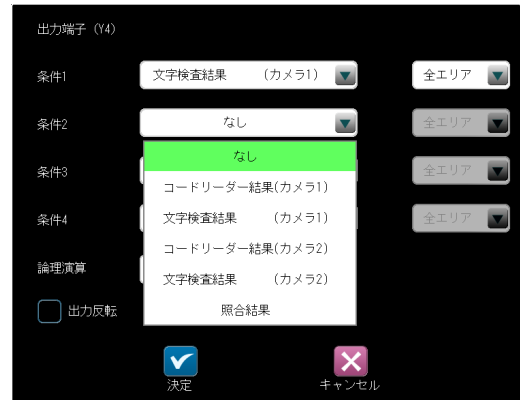 出力端子 (Y4)
条件1 文字検査結果 (カメラ1) 全エリア
条件2 なし 全エリア
なし
条件3 全エリア
コードリーダー結果(カメラ1)
条件4 文字検査結果 (カメラ1) 全エリア
コードリーダー結果(カメラ2)
論理演算 文字検査結果 (カメラ2)
出力反転 照合結果
決定 キャンセル